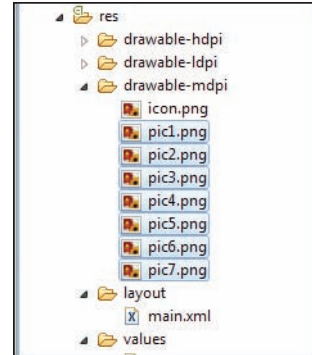 res
drawable-hdpi
drawable-ldpi
drawable-mdpi
icon.png
pic1.png
pic2.png
pic3.png
pic4.png
pic5.png
pic6.png
pic7.png
layout
main.xml
values